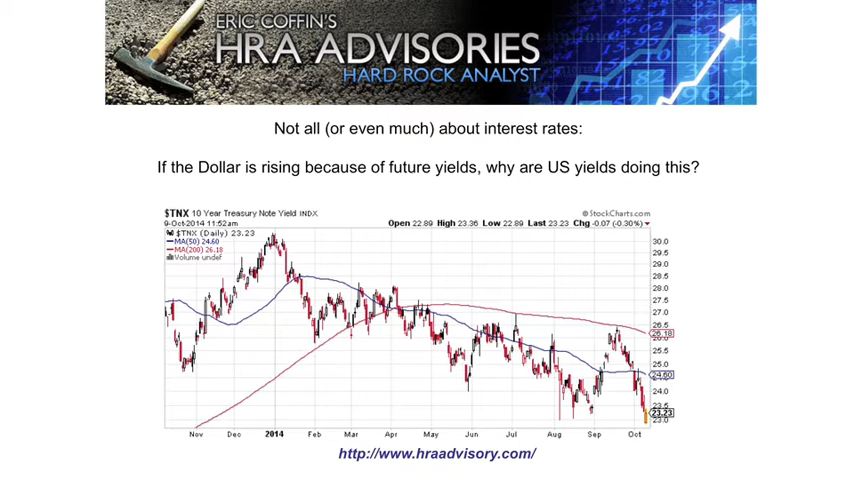 ERIC COFFIN'S
HRA ADVISORIES
HARD ROCK ANALYST
Not all (or even much) about interest rates:
If the Dollar is rising because of future yields, why are US yields doing this?
$TNX 10 Year Treasury Note Yield INDX
© StockCharts.com
9-Oct-2014 11:52am
Open 22.89 High 23.36 Low 22.89 Last 23.23 Chg -0.07 (-0.30%)
$TNX (Daily) 23.23
MA(50) 24.60
MA(200) 26.18
Volume undef
30.0
29.5
29.0
28.5
28.0
27.5
27.0
26.5
26.18
26.0
25.5
25.0
24.60
24.0
23.5
23.23
23.0
Nov Dec 2014 Feb Mar Apr May Jun Jul Aug Sep Oct
http://www.hraadvisory.com/